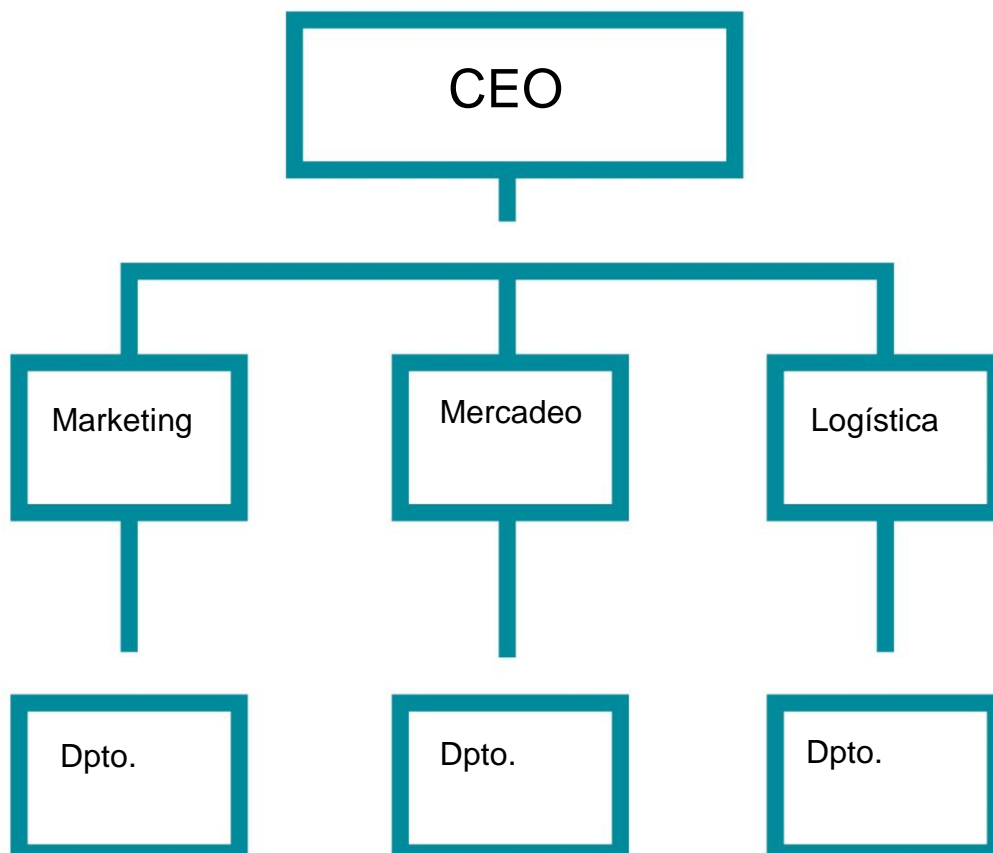 CEO
Marketing
Mercadeo
Logística
Dpto.
Dpto.
Dpto.